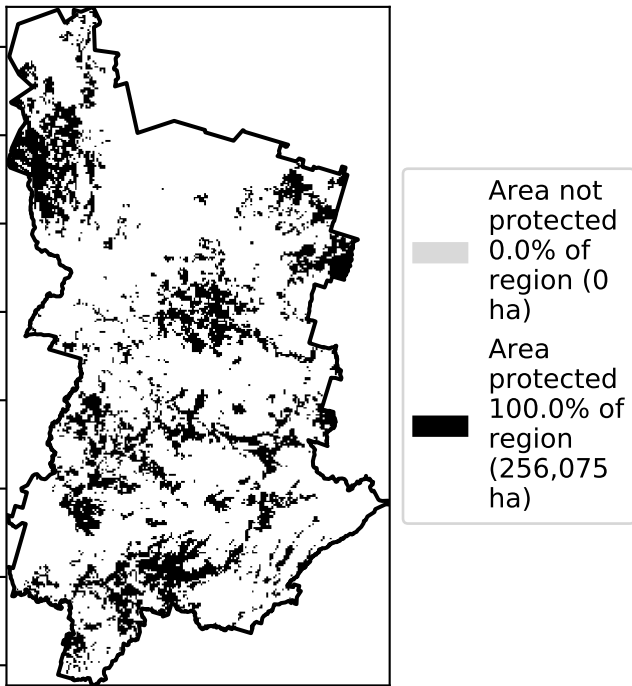 Area not
protected
0.0% of
region (0
ha)
Area
protected
100.0% of
region
(256,075
ha)